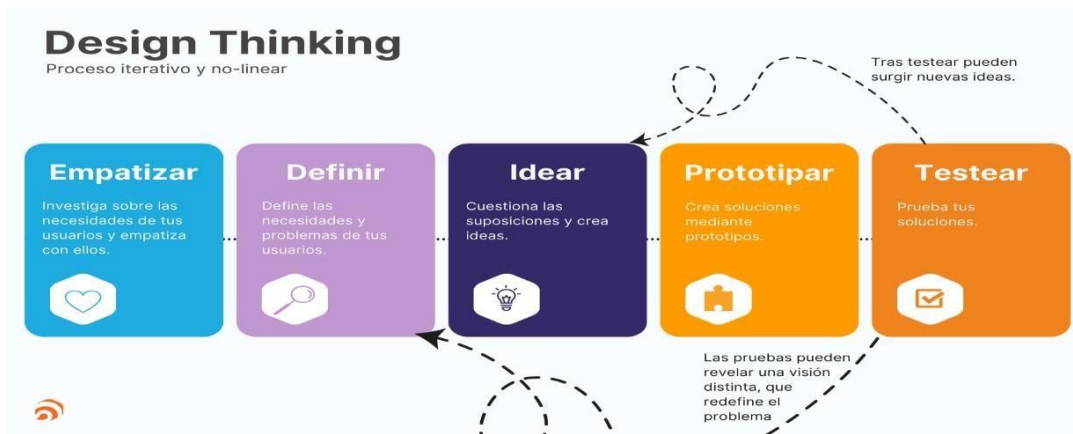 Design Thinking
Proceso iterativo y no-linear
Tras testear pueden
surgir nuevas ideas.
Empatizar
Investiga sobre las
necesidades de tus
usuarios y empatiza
con ellos.
Definir
Define las
necesidades y
problemas de tus
usuarios.
Idear
Cuestiona las
suposiciones y crea
ideas.
Prototipar
Crea soluciones
mediante
prototipos.
Testear
Prueba tus
soluciones.
Las pruebas pueden
revelar una visión
distinta, que
redefine el
problema